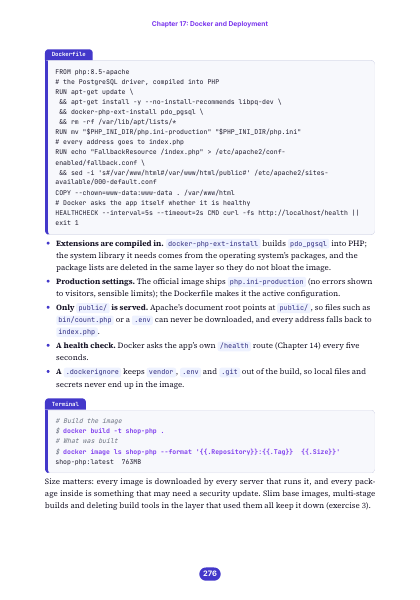 Chapter 17: Docker and Deployment
Dockerfile
FROM php:8.5-apache
# the PostgreSQL driver, compiled into PHP
RUN apt-get update \
 && apt-get install -y --no-install-recommends libpq-dev \
 && docker-php-ext-install pdo_pgsql \
 && rm -rf /var/lib/apt/lists/*
RUN mv "$PHP_INI_DIR/php.ini-production" "$PHP_INI_DIR/php.ini"
# every address goes to index.php
RUN echo "FallbackResource /index.php" > /etc/apache2/conf-
enabled/fallback.conf \
 && sed -i 's#/var/www/html#/var/www/html/public#' /etc/apache2/sites-
available/000-default.conf
COPY --chown=www-data:www-data . /var/www/html
# Docker asks the app itself whether it is healthy
HEALTHCHECK --interval=5s --timeout=2s CMD curl -fs http://localhost/health ||
exit 1
• Extensions are compiled in. docker-php-ext-install builds pdo_pgsql into PHP;
the system library it needs comes from the operating system's packages, and the
package lists are deleted in the same layer so they do not bloat the image.
• Production settings. The official image ships php.ini-production (no errors shown
to visitors, sensible limits); the Dockerfile makes it the active configuration.
• Only public/ is served. Apache's document root points at public/, so files such as
bin/count.php or a .env can never be downloaded, and every address falls back to
index.php.
• A health check. Docker asks the app's own /health route (Chapter 14) every five
seconds.
• A .dockerignore keeps vendor, .env and .git out of the build, so local files and
secrets never end up in the image.
Terminal
# Build the image
$ docker build -t shop-php .
# What was built
$ docker image ls shop-php --format '{{.Repository}}:{{.Tag}}  {{.Size}}'
shop-php:latest  763MB
Size matters: every image is downloaded by every server that runs it, and every pack-
age inside is something that may need a security update. Slim base images, multi-stage
builds and deleting build tools in the layer that used them all keep it down (exercise 3).
276